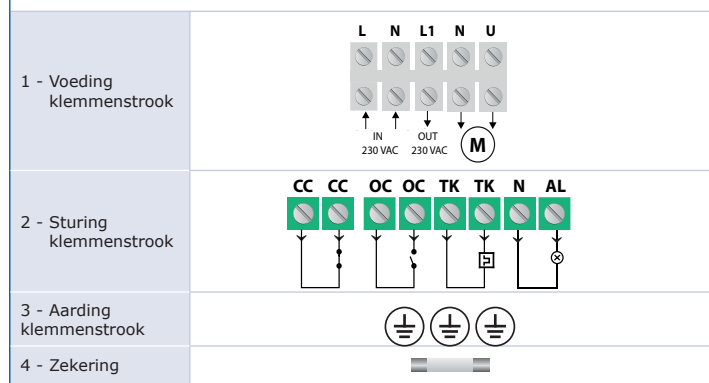 L N L1 N U
1 - Voeding
klemmenstrook
IN OUT
230 VAC 230 VAC M
CC CC OC OC TK TK N AL
2 - Sturing
klemmenstrook
3 - Aarding
klemmenstrook
4 - Zekering